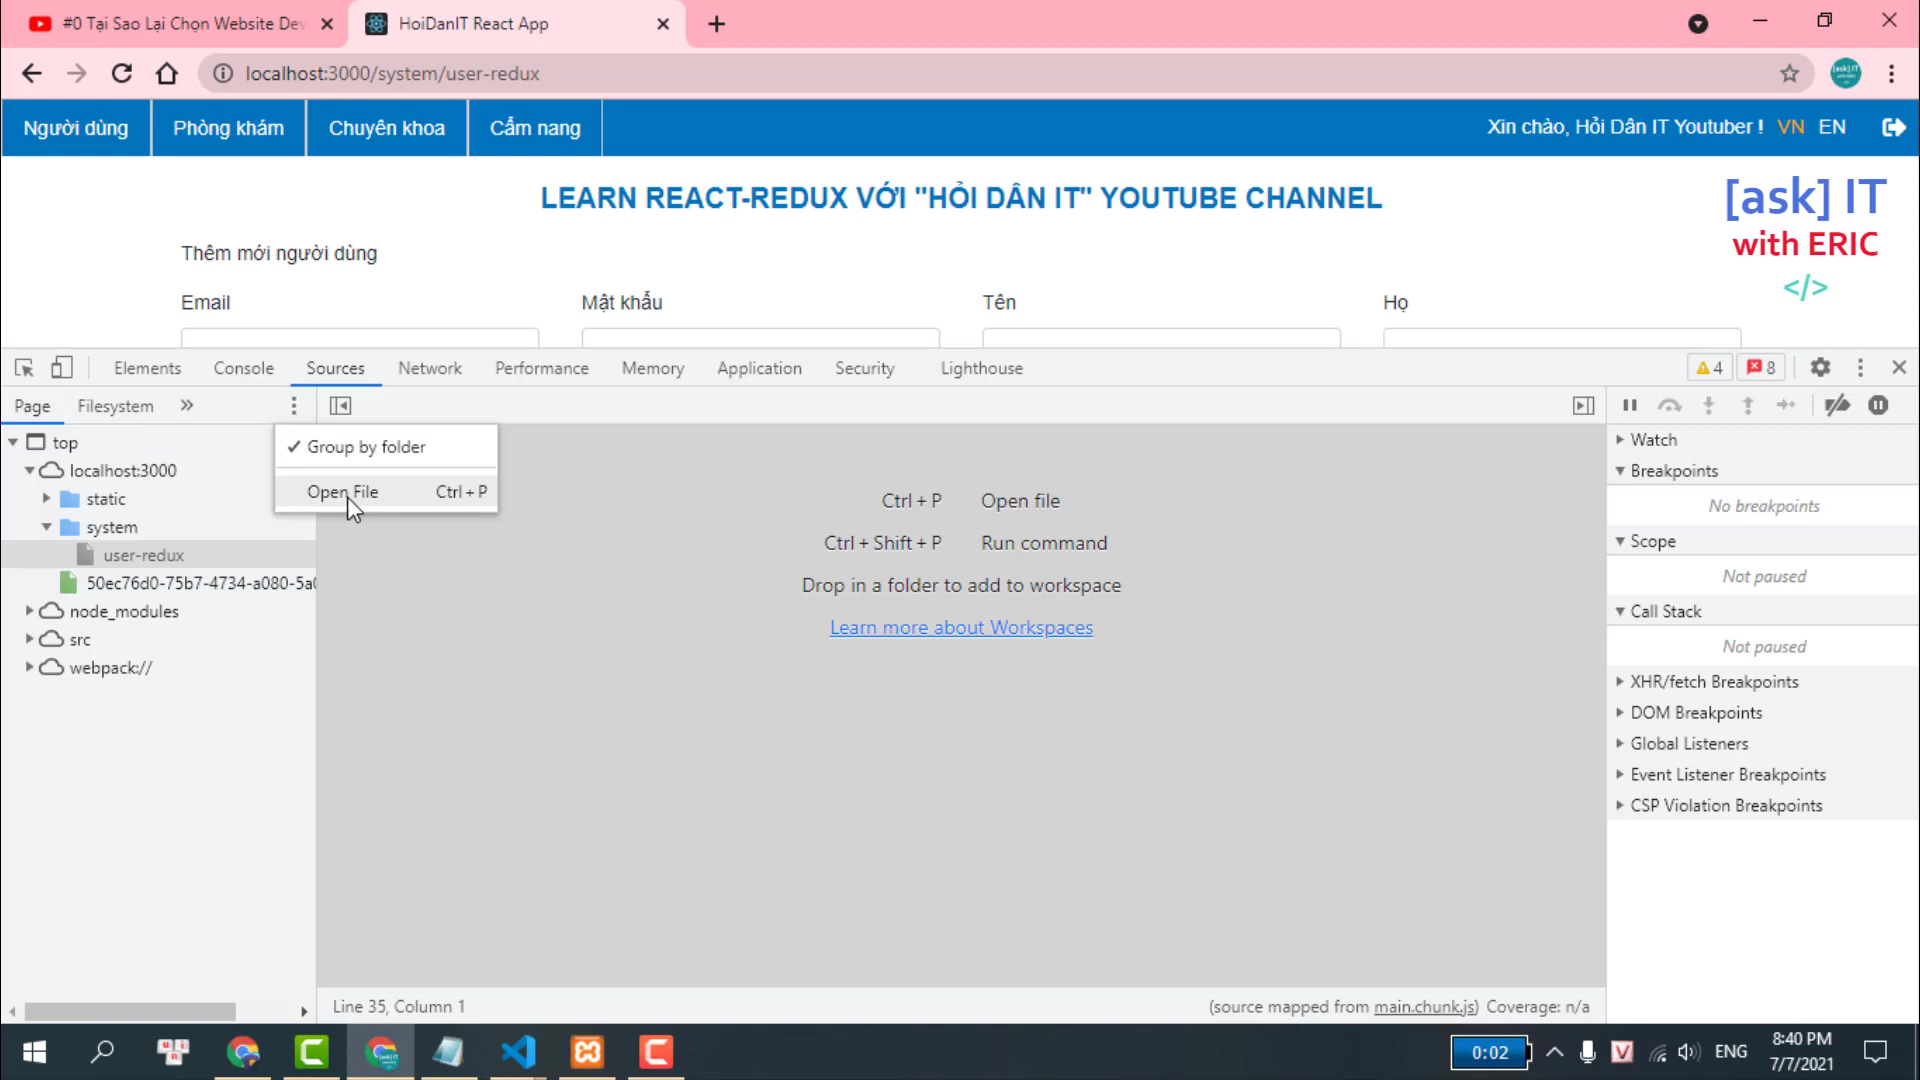 #0 Tại Sao Lại Chọn Website Dev
HoiDanIT React App
localhost:3000/system/user-redux
Người dùng
Phòng khám
Chuyên khoa
Cẩm nang
Xin chào, Hỏi Dân IT Youtuber !
VN
EN
LEARN REACT-REDUX VỚI "HỎI DÂN IT" YOUTUBE CHANNEL
[ask] IT
with ERIC
</>
Thêm mới người dùng
Email
Mật khẩu
Tên
Họ
Elements
Console
Sources
Network
Performance
Memory
Application
Security
Lighthouse
4
8
Page
Filesystem
Group by folder
Open File
Ctrl + P
top
localhost:3000
static
system
user-redux
50ec76d0-75b7-4734-a080-5a0
node_modules
src
webpack://
Ctrl + P Open file
Ctrl + Shift + P Run command
Drop in a folder to add to workspace
Learn more about Workspaces
Watch
Breakpoints
No breakpoints
Scope
Not paused
Call Stack
Not paused
XHR/fetch Breakpoints
DOM Breakpoints
Global Listeners
Event Listener Breakpoints
CSP Violation Breakpoints
Line 35, Column 1
(source mapped from main.chunk.js) Coverage: n/a
0:02
ENG
8:40 PM
7/7/2021